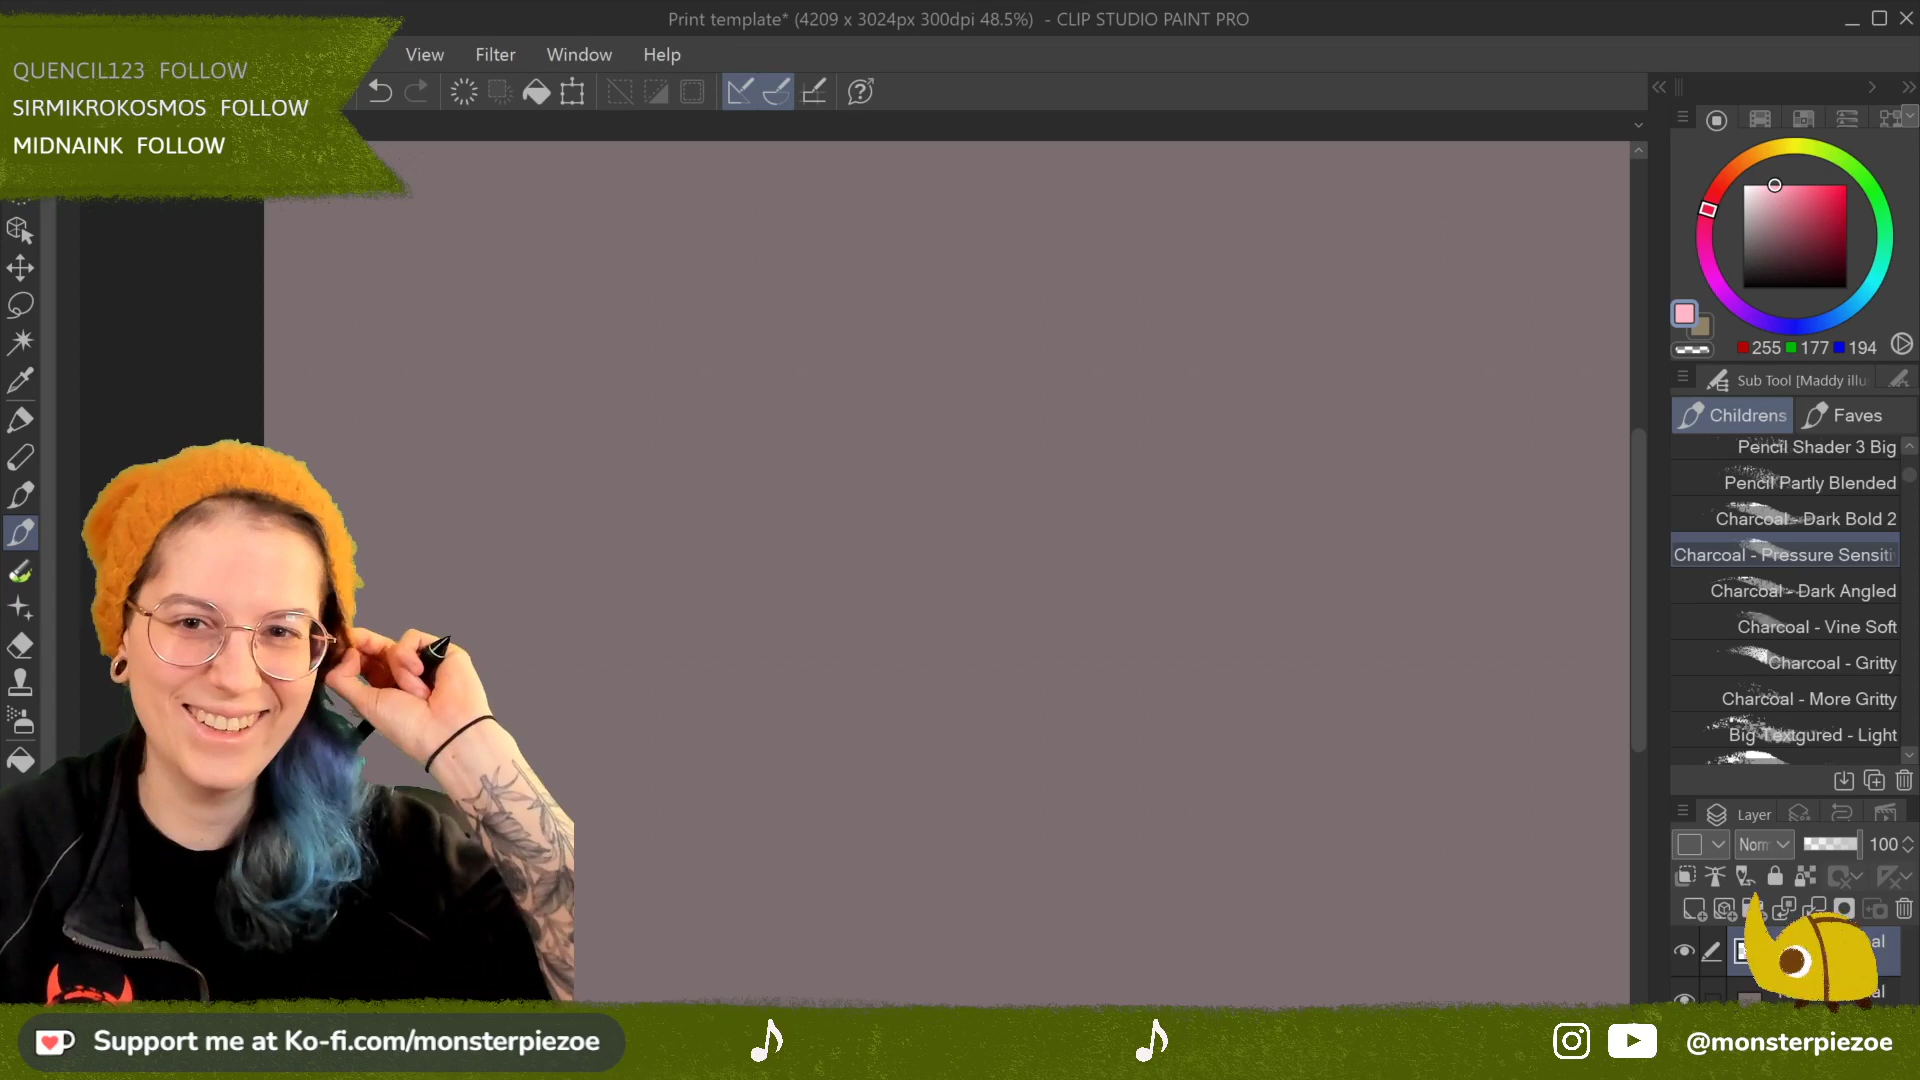 Print template* (4209 x 3024px 300dpi 48.5%) - CLIP STUDIO PAINT PRO
View Filter Window Help
QUENCIL123 FOLLOW
SIRMIKROKOSMOS FOLLOW
MIDNAINK FOLLOW
255 177 194
Sub Tool [Maddy illu
Childrens Faves
Pencil Shader 3 Big
Pencil Partly Blended
Charcoal - Dark Bold 2
Charcoal - Pressure Sensiti
Charcoal - Dark Angled
Charcoal - Vine Soft
Charcoal - Gritty
Charcoal - More Gritty
Big Textgured - Light
Layer
Norm 100
al
al
Support me at Ko-fi.com/monsterpiezoe
@monsterpiezoe